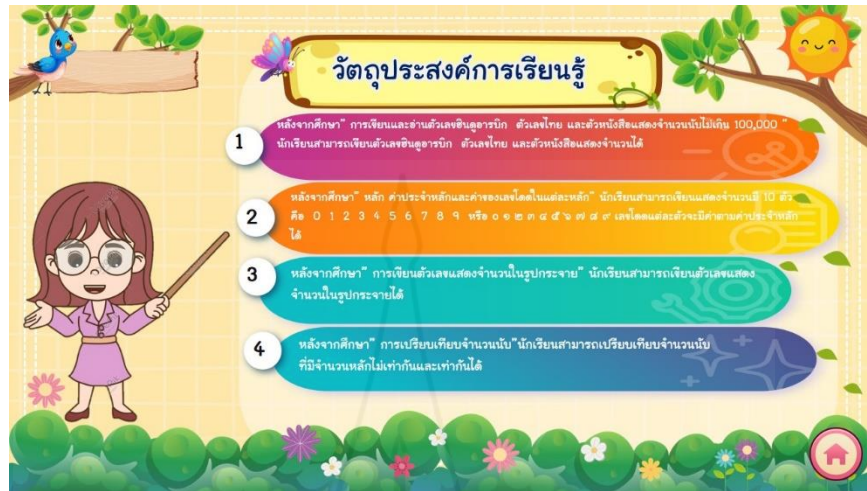 วัตถุประสงค์การเรียนรู้
1
หลังจากศึกษา" การเขียนและอ่านตัวเลขฮินดูอารบิก ตัวเลขไทย และตัวหนังสือแสดงจำนวนนับไม่เกิน 100,000 "
นักเรียนสามารถเขียนตัวเลขฮินดูอารบิก ตัวเลขไทย และตัวหนังสือแสดงจำนวนได้
2
หลังจากศึกษา" หลัก ค่าประจำหลักและค่าของเลขโดดในแต่ละหลัก" นักเรียนสามารถเขียนแสดงจำนวนมี 10 ตัว
คือ 0 1 2 3 4 5 6 7 8 9 หรือ ๐ ๑ ๒ ๓ ๔ ๕ ๖ ๗ ๘ ๙ เลขโดดแต่ละตัวจะมีค่าตามค่าประจำหลัก
ได้
3
หลังจากศึกษา" การเขียนตัวเลขแสดงจำนวนในรูปกระจาย" นักเรียนสามารถเขียนตัวเลขแสดง
จำนวนในรูปกระจายได้
4
หลังจากศึกษา" การเปรียบเทียบจำนวนนับ"นักเรียนสามารถเปรียบเทียบจำนวนนับ
ที่มีจำนวนหลักไม่เท่ากันและเท่ากันได้